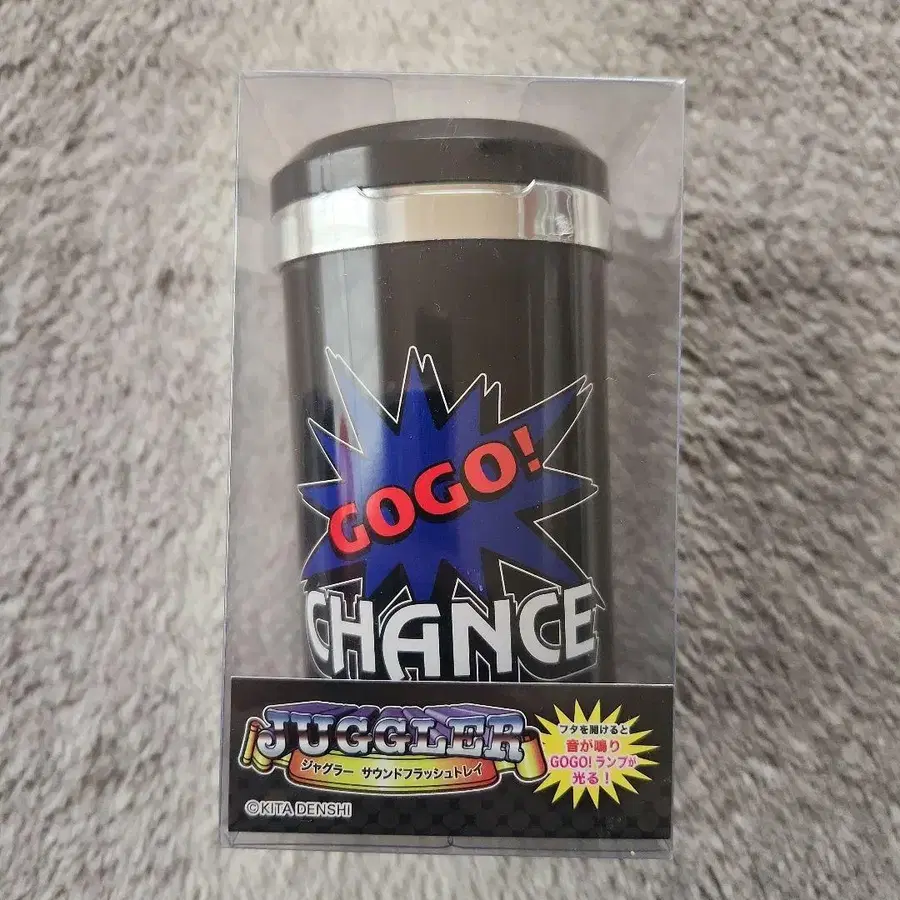 GOGO!
CHANCE
JUGGLER
ジャグラー サウンドフラッシュトレイ
©KITA DENSHI
フタを開けると
音が鳴り
GOGO!ランプが
光る!